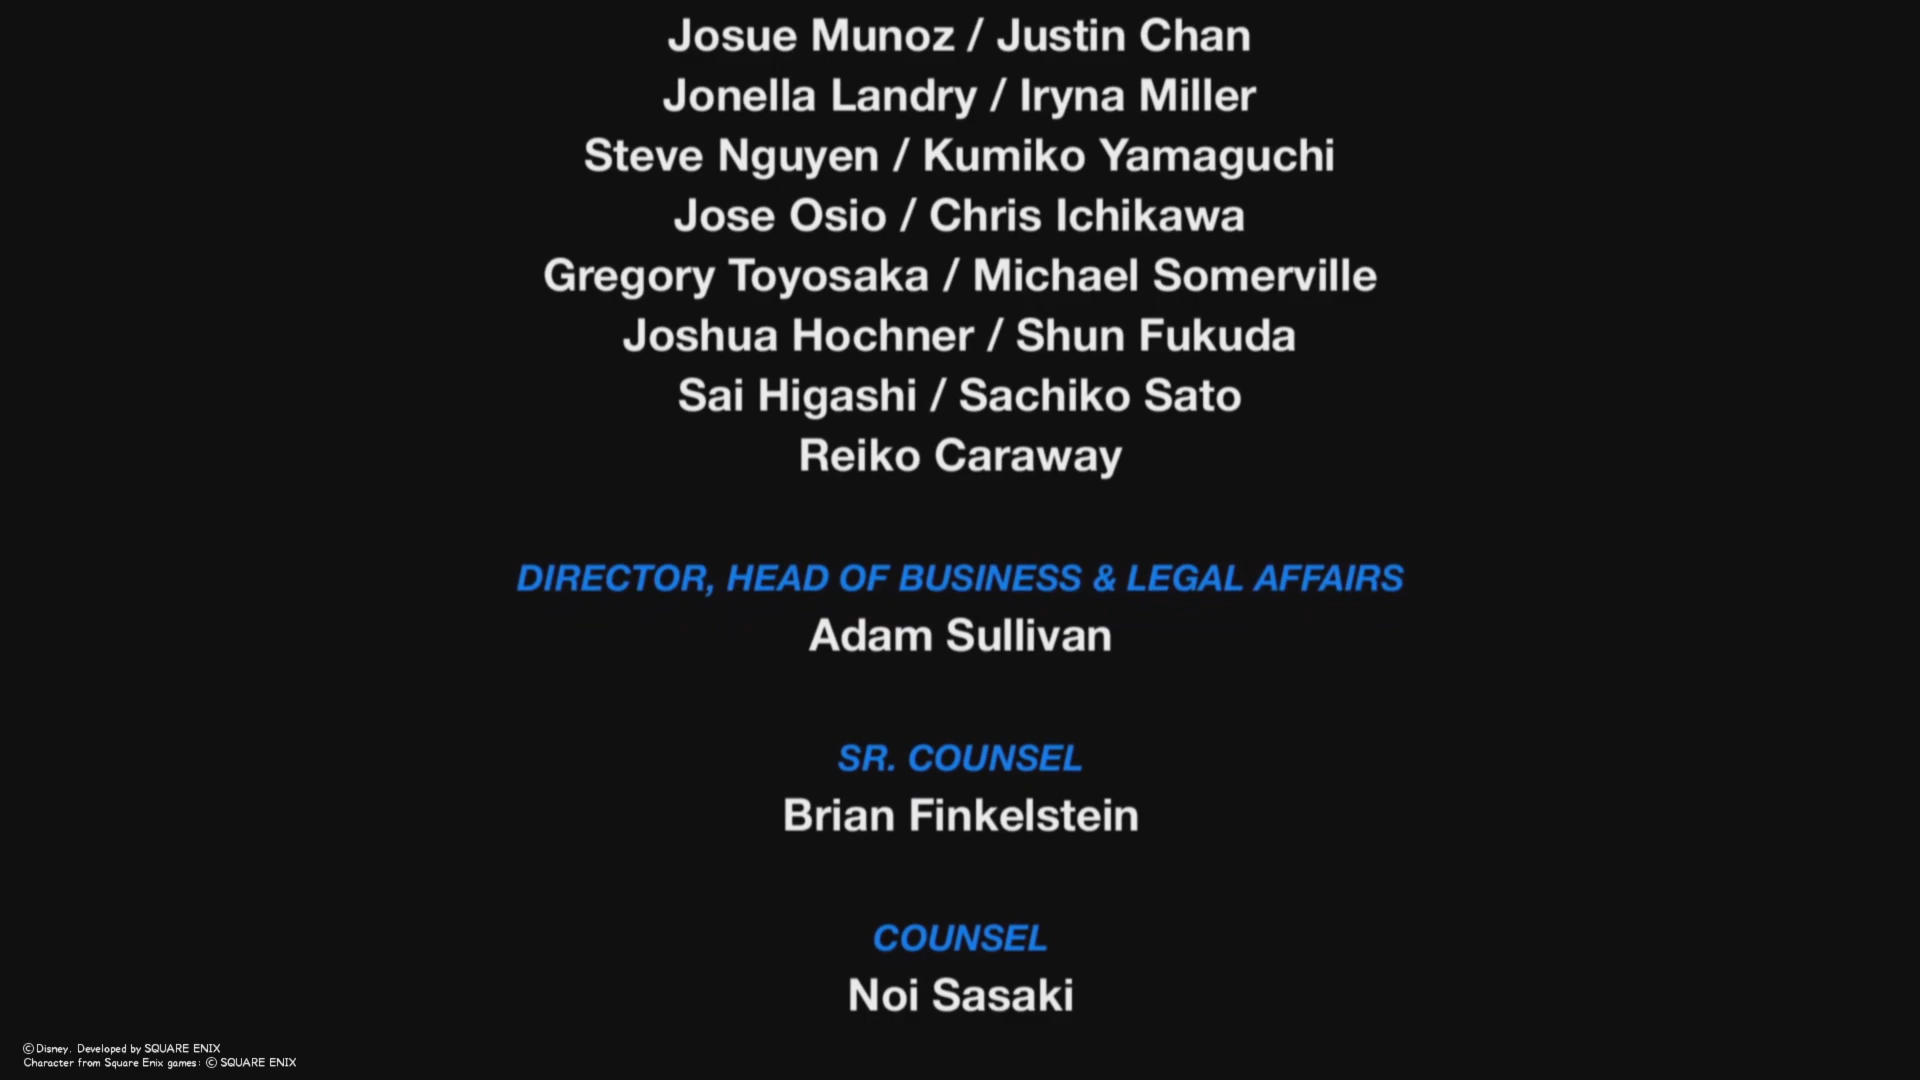 Josue Munoz / Justin Chan
Jonella Landry / Iryna Miller
Steve Nguyen / Kumiko Yamaguchi
Jose Osio / Chris Ichikawa
Gregory Toyosaka / Michael Somerville
Joshua Hochner / Shun Fukuda
Sai Higashi / Sachiko Sato
Reiko Caraway
DIRECTOR, HEAD OF BUSINESS & LEGAL AFFAIRS
Adam Sullivan
SR. COUNSEL
Brian Finkelstein
COUNSEL
Noi Sasaki
© Disney. Developed by SQUARE ENIX
Character from Square Enix games: © SQUARE ENIX